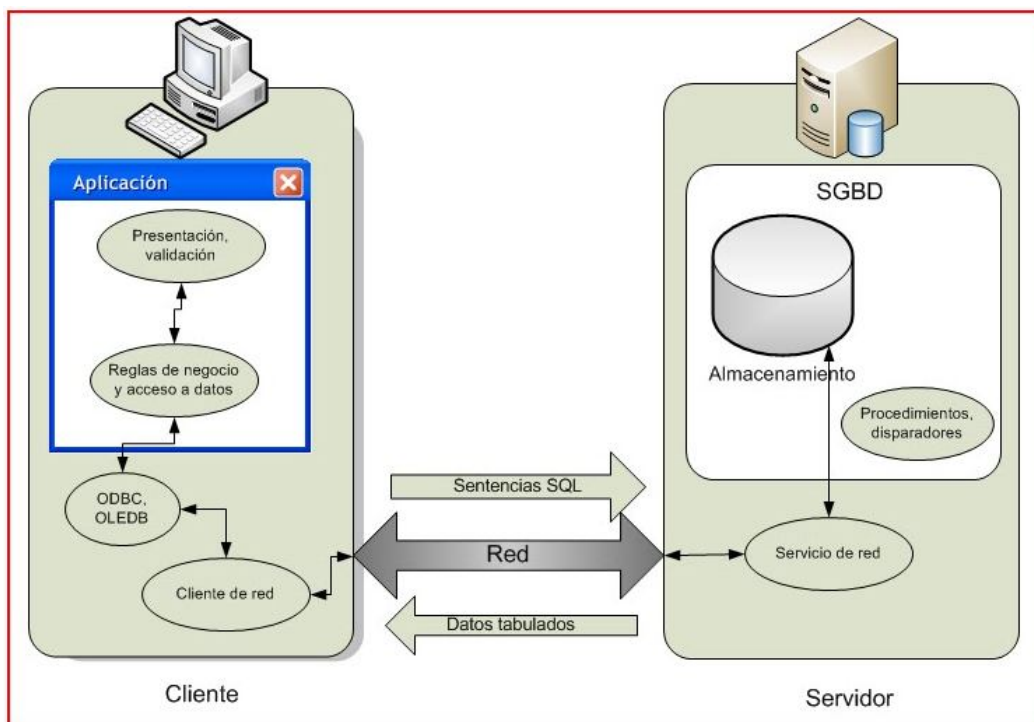 Aplicación
Presentación,
validación
Reglas de negocio
y acceso a datos
ODBC,
OLEDB
Cliente de red
Cliente
Sentencias SQL
Red
Datos tabulados
SGBD
Almacenamiento
Procedimientos,
disparadores
Servicio de red
Servidor